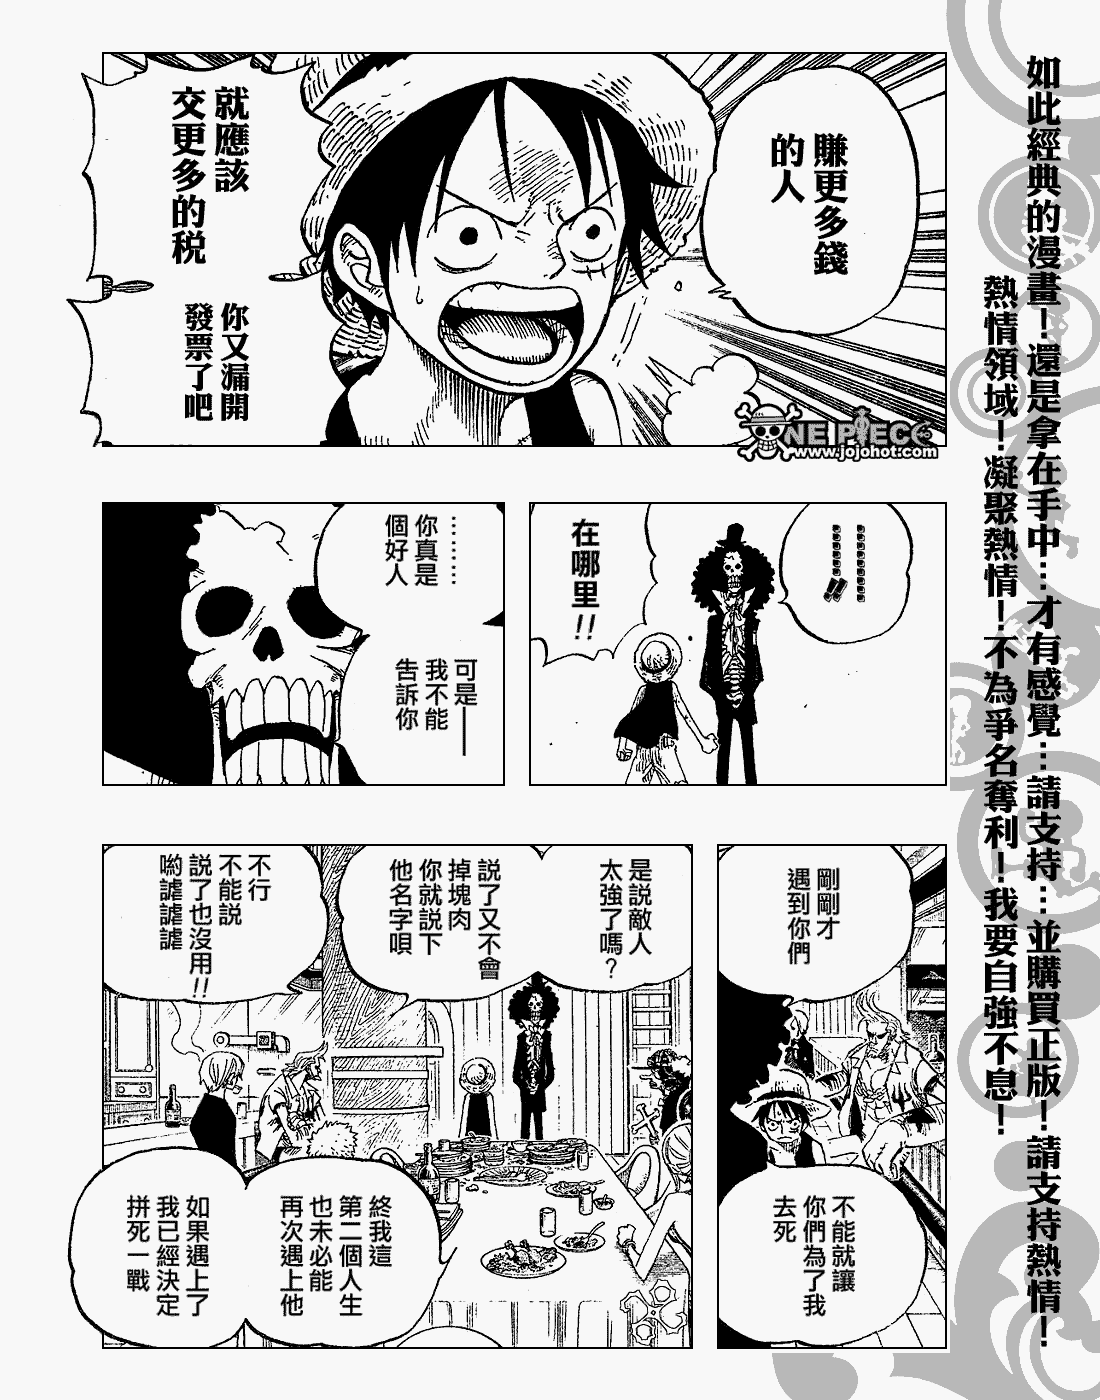 賺更多錢
的人
就應該
交更多的税
你又漏開
發票了吧
ONE PIECE
www.jojohot.com
…………!!
在哪里!!
………
你真是
個好人
可是——
我不能
告訴你
剛剛才
遇到你們
不能就讓
你們為了我
去死
是説敵人
太強了嗎?
説了又不會
掉塊肉
你就説下
他名字唄
不行
不能説
説了也沒用!!
喲謔謔謔
終我這
第二個人生
也未必能
再次遇上他
如果遇上了
我已經決定
拼死一戰
如此經典的漫畫!還是拿在手中…才有感覺…請支持…並購買正版!請支持熱情!
熱情領域!凝聚熱情!不為爭名奪利!我要自強不息!